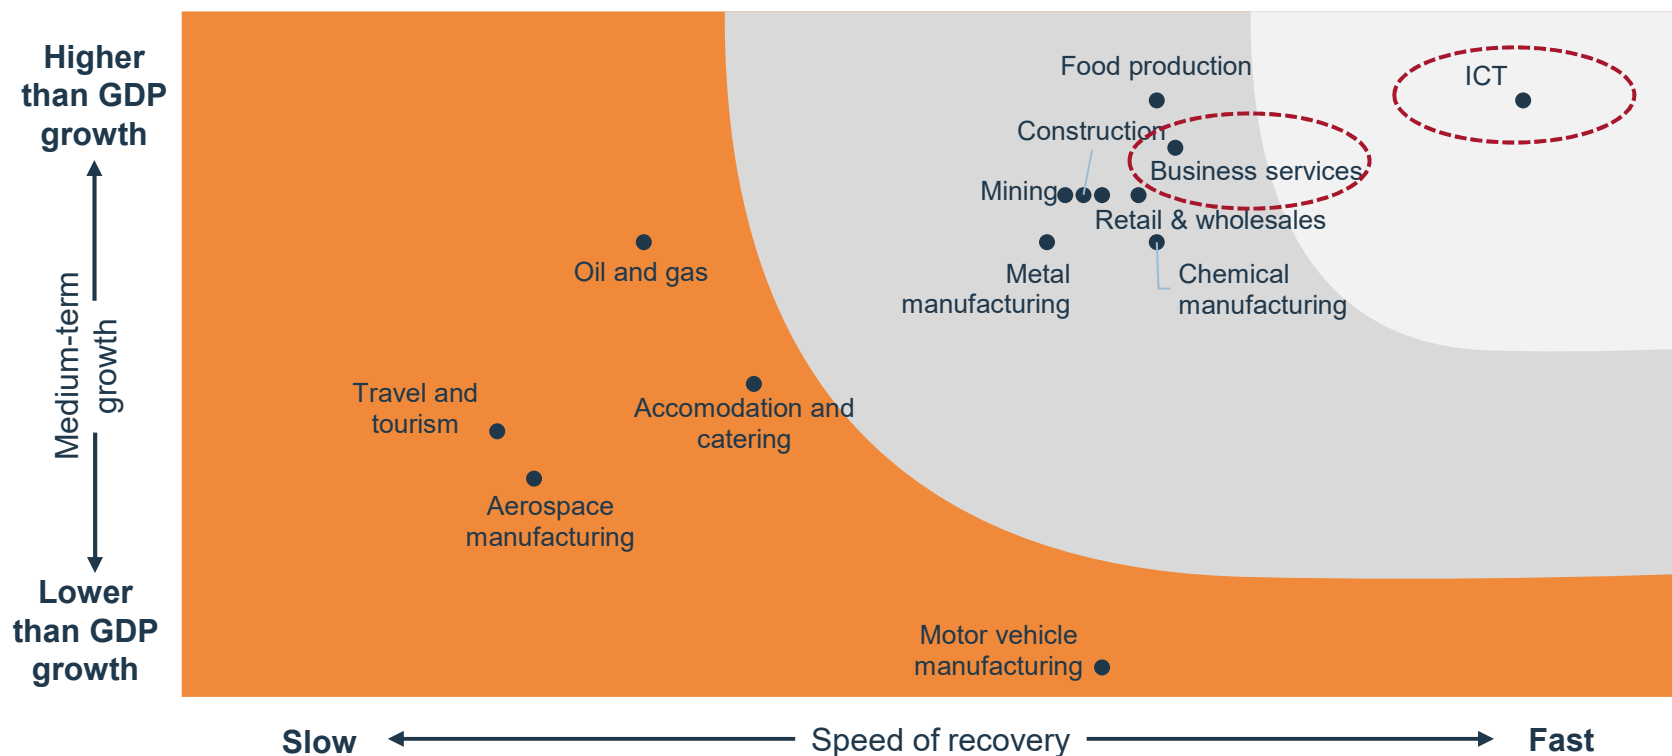 Higher
than GDP
growth
Medium-term
growth
Lower
than GDP
growth
Food production
ICT
Construction
Business services
Mining
Retail & wholesales
Oil and gas
Metal
manufacturing
Chemical
manufacturing
Travel and
tourism
Accomodation and
catering
Aerospace
manufacturing
Motor vehicle
manufacturing
Slow
Speed of recovery
Fast